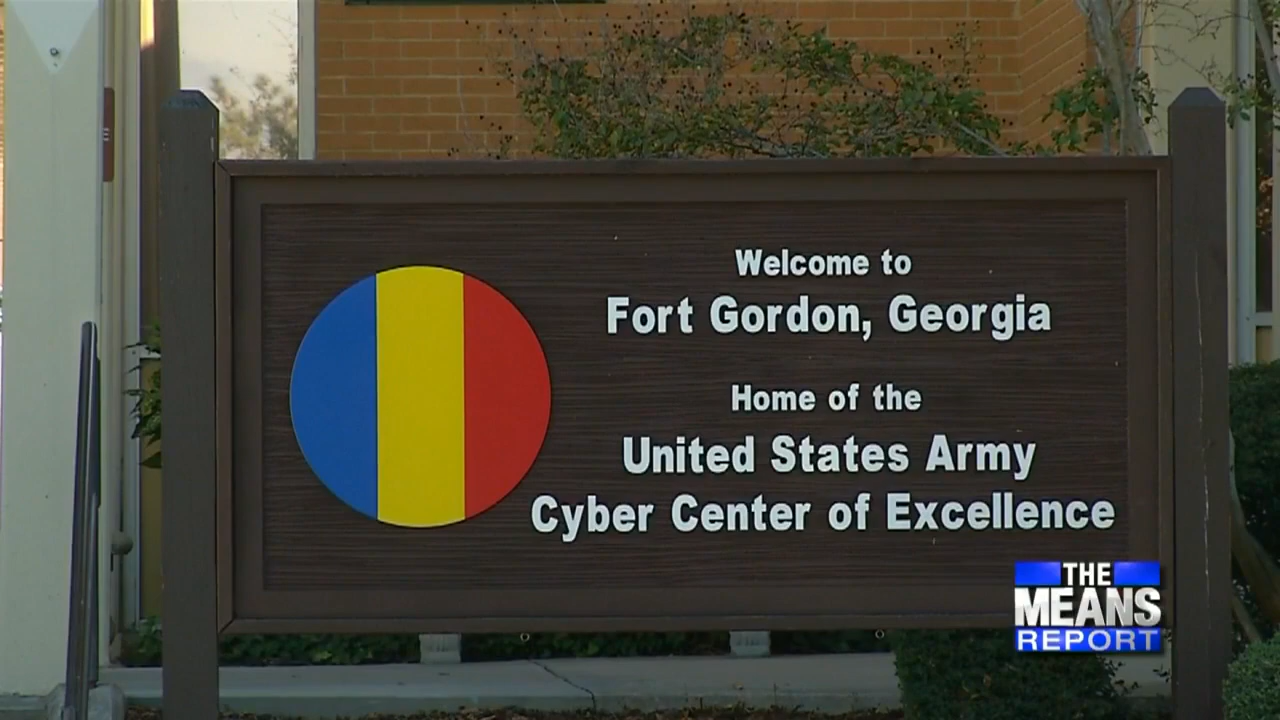 Welcome to
Fort Gordon, Georgia
Home of the
United States Army
Cyber Center of Excellence
THE
MEANS
REPORT